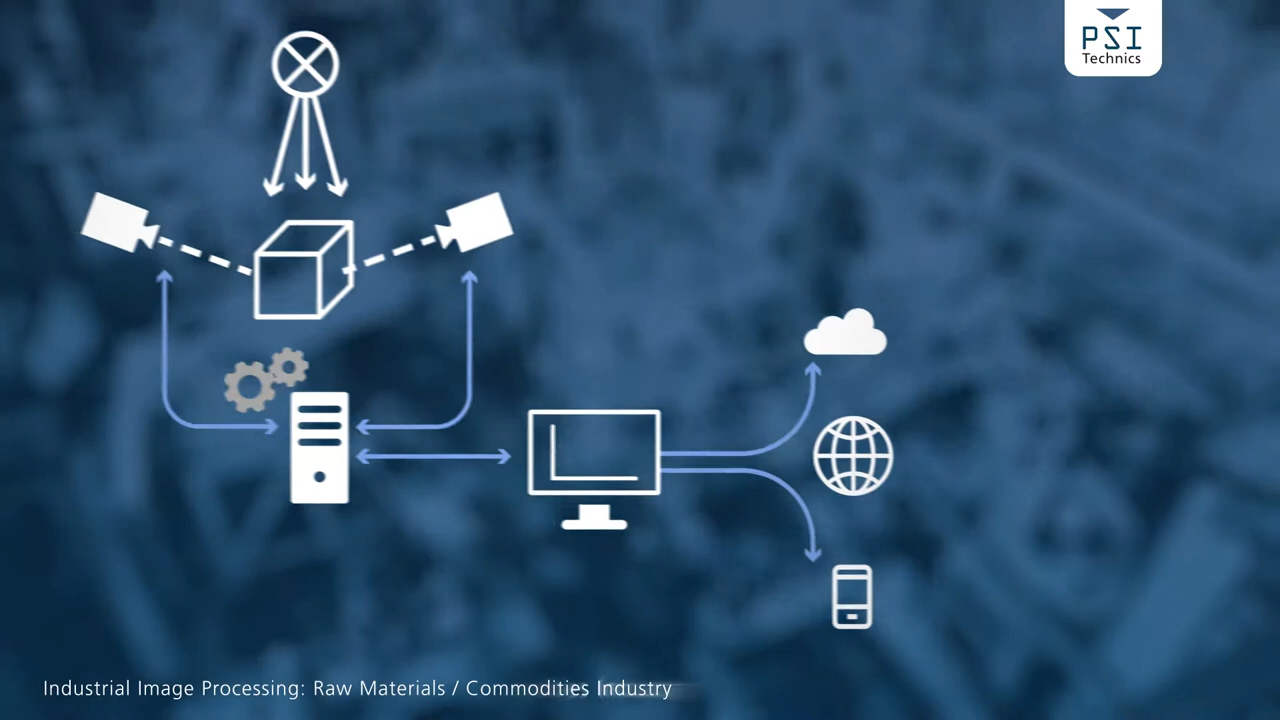 PSI
Technics
Industrial Image Processing: Raw Materials / Commodities Industry